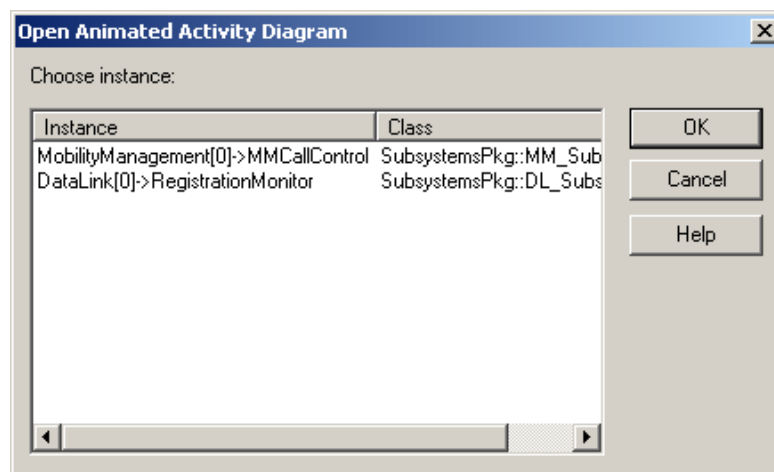 Open Animated Activity Diagram
Choose instance:
Instance Class
MobilityManagement[0]->MMCallControl SubsystemsPkg::MM_Sub
DataLink[0]->RegistrationMonitor SubsystemsPkg::DL_Subs
OK
Cancel
Help